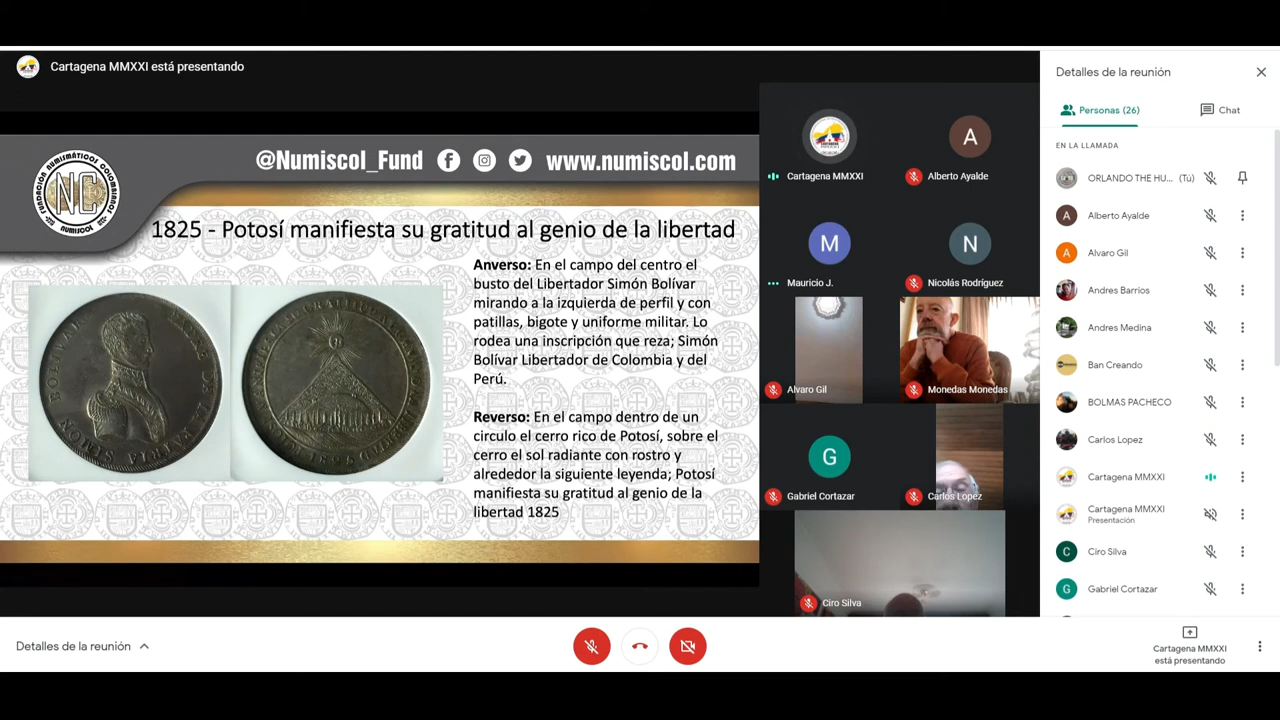 Cartagena MMXXI está presentando
@Numiscol_Fund
www.numiscol.com
FUNDACIÓN NUMISMÁTICOS COLOMBIANOS
NC
NUMISCOL
1825 - Potosí manifiesta su gratitud al genio de la libertad
Anverso: En el campo del centro el
busto del Libertador Simón Bolívar
mirando a la izquierda de perfil y con
patillas, bigote y uniforme militar. Lo
rodea una inscripción que reza; Simón
Bolívar Libertador de Colombia y del
Perú.
Reverso: En el campo dentro de un
circulo el cerro rico de Potosí, sobre el
cerro el sol radiante con rostro y
alrededor la siguiente leyenda; Potosí
manifiesta su gratitud al genio de la
libertad 1825
Cartagena MMXXI
A
Alberto Ayalde
M
Mauricio J.
N
Nicolás Rodríguez
Alvaro Gil
Monedas Monedas
G
Gabriel Cortazar
Carlos Lopez
Ciro Silva
Detalles de la reunión
Personas (26)
Chat
EN LA LLAMADA
ORLANDO THE HU... (Tú)
A
Alberto Ayalde
A
Alvaro Gil
Andres Barrios
Andres Medina
Ban Creando
BOLMAS PACHECO
Carlos Lopez
Cartagena MMXXI
Cartagena MMXXI
Presentación
C
Ciro Silva
G
Gabriel Cortazar
Detalles de la reunión
Cartagena MMXXI
está presentando